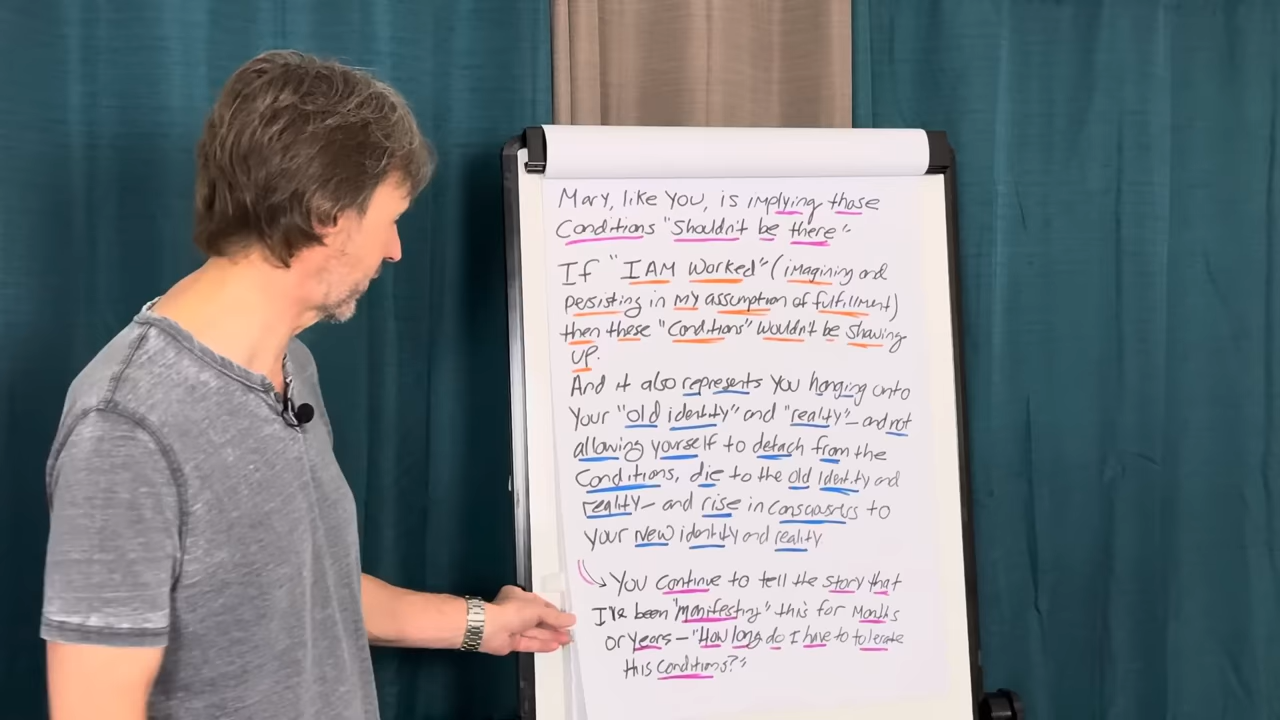 Mary, like you, is implying those
Conditions "Shouldn't be there"
If "I AM Worked" (imagining and
persisting in my assumption of fulfillment)
then these "Conditions" wouldn't be showing
up.
And it also represents you hanging onto
your "old identity" and "reality" – and not
allowing yourself to detach from the
Conditions, die to the old identity and
reality – and rise in consciousness to
your new identity and reality
→ You continue to tell the story that
I've been "manifesting" this for months
or years – "How long do I have to tolerate
this conditions?"